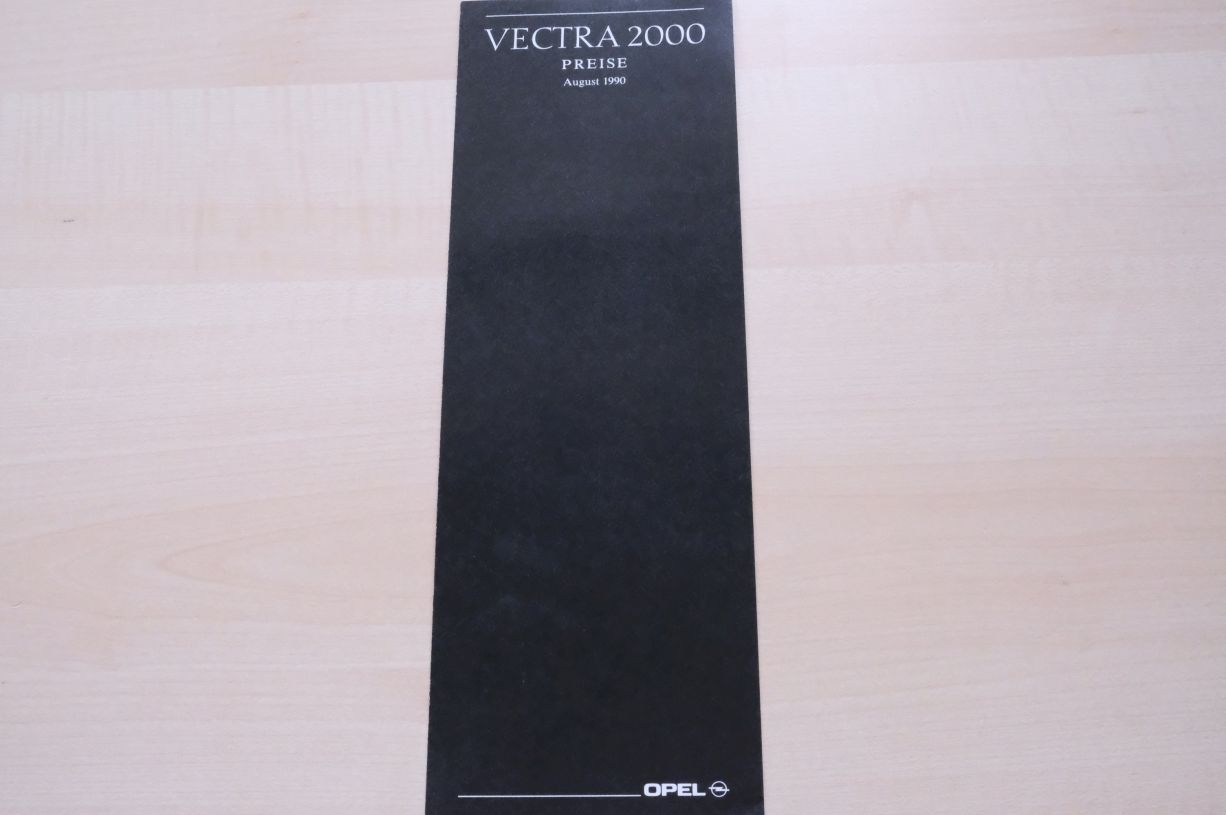 VECTRA 2000
PREISE
August 1990
OPEL